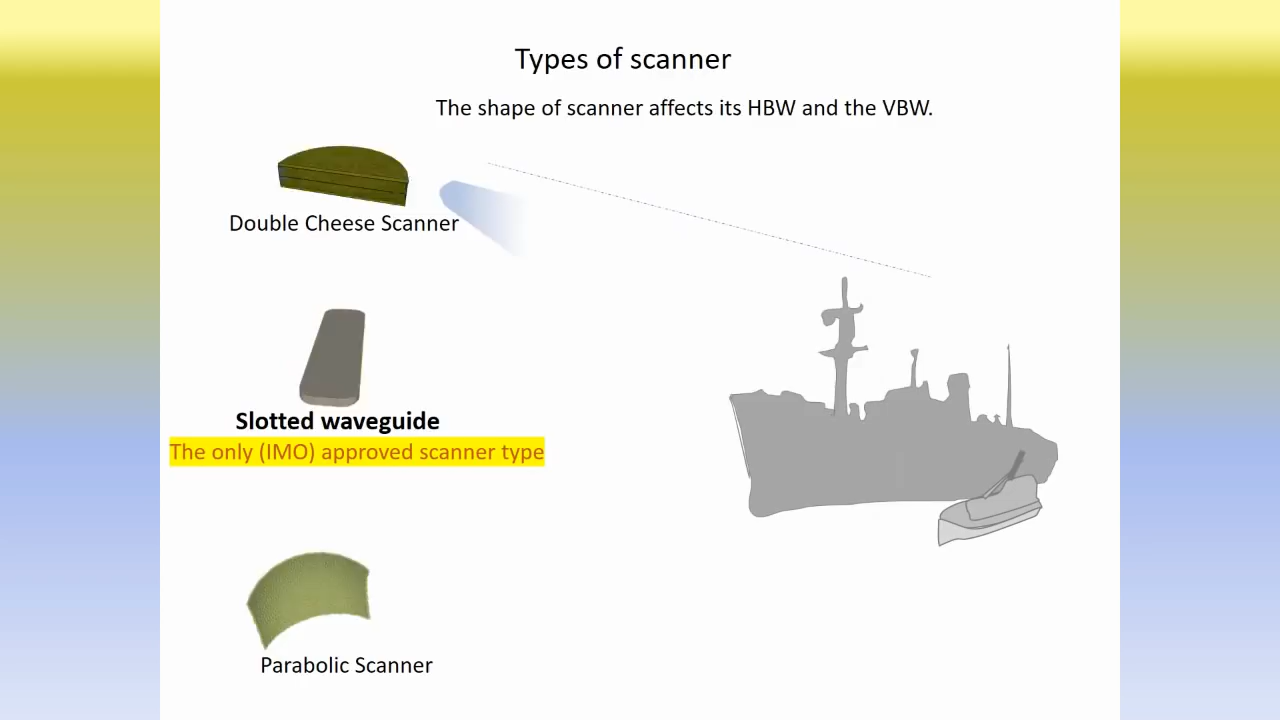 Types of scanner
The shape of scanner affects its HBW and the VBW.
Double Cheese Scanner
Slotted waveguide
The only (IMO) approved scanner type
Parabolic Scanner